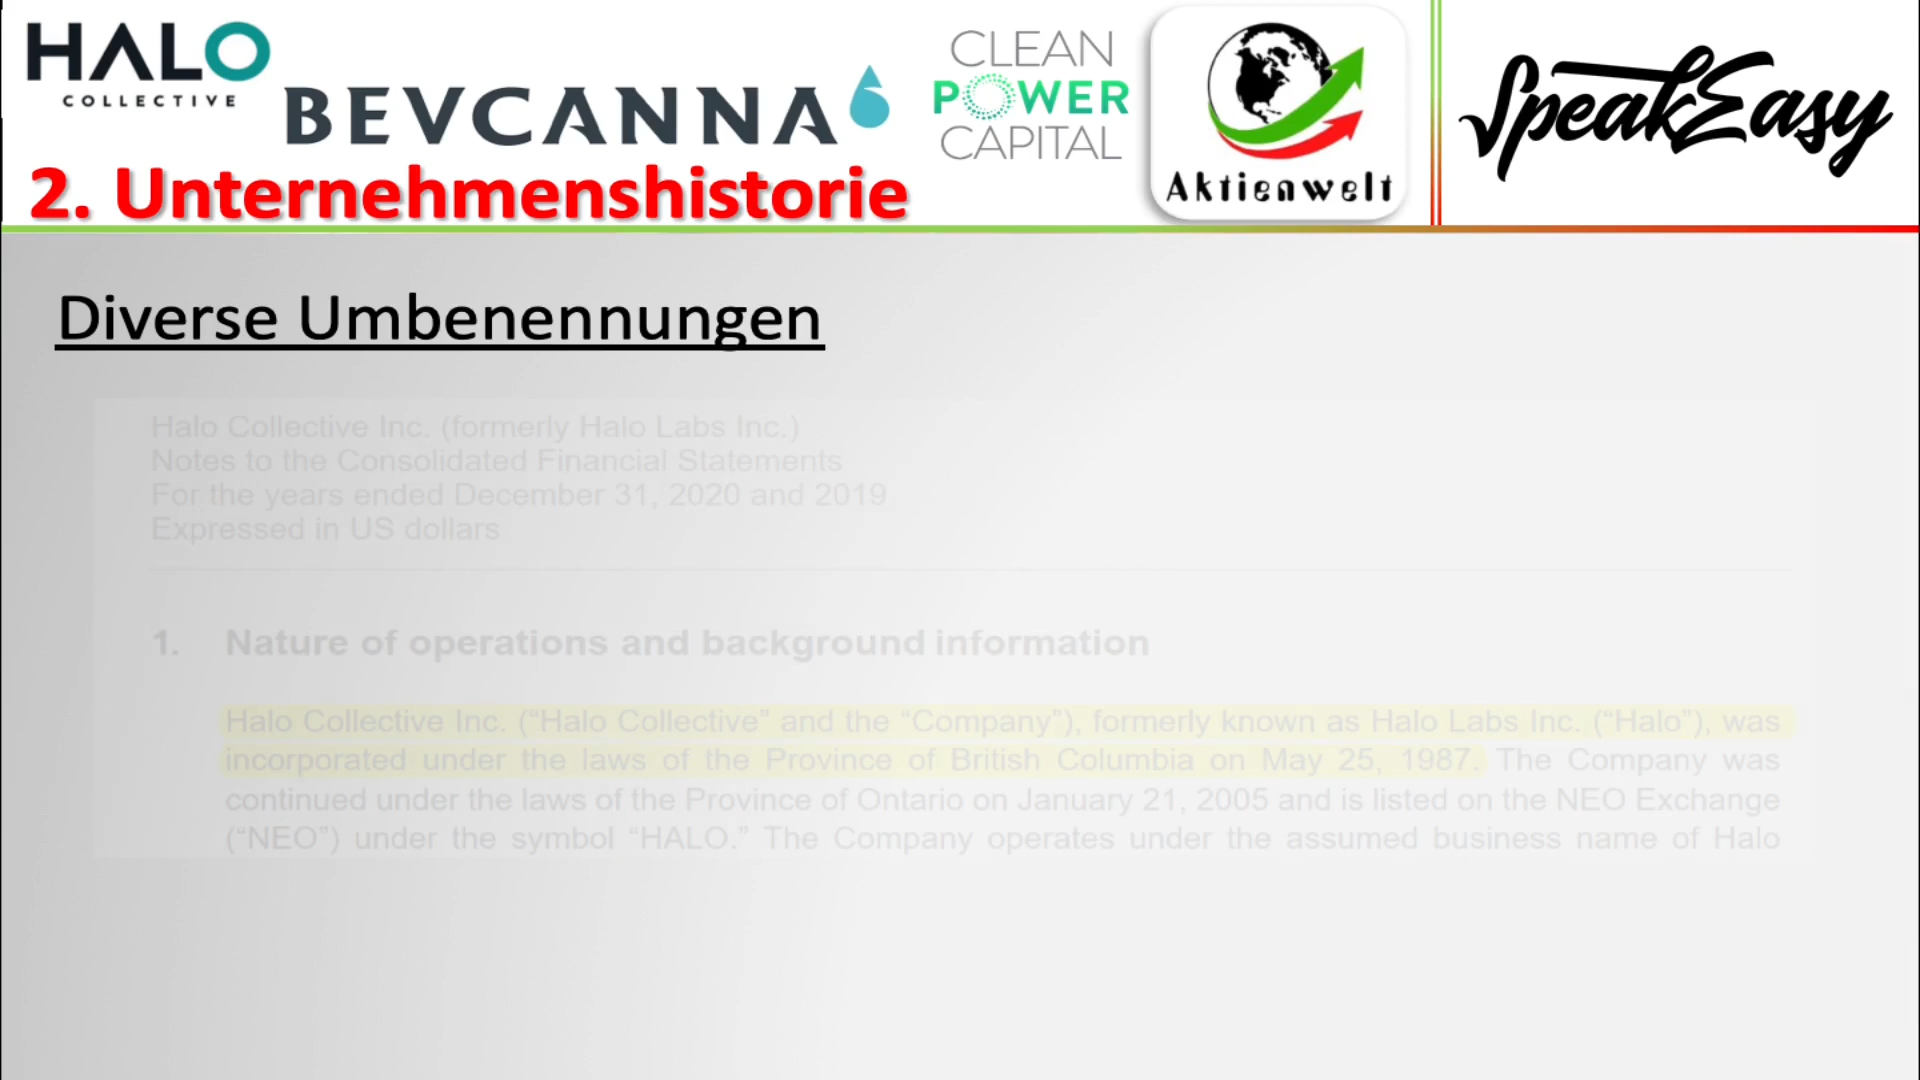 HALO
COLLECTIVE
BEVCANNA
CLEAN
POWER
CAPITAL
Aktienwelt
SpeakEasy
2. Unternehmenshistorie
Diverse Umbenennungen
Halo Collective Inc. (formerly Halo Labs Inc.)
Notes to the Consolidated Financial Statements
For the years ended December 31, 2020 and 2019
Expressed in US dollars
1. Nature of operations and background information
Halo Collective Inc. (“Halo Collective” and the “Company”), formerly known as Halo Labs Inc. (“Halo”), was
incorporated under the laws of the Province of British Columbia on May 25, 1987. The Company was
continued under the laws of the Province of Ontario on January 21, 2005 and is listed on the NEO Exchange
(“NEO”) under the symbol “HALO.” The Company operates under the assumed business name of Halo